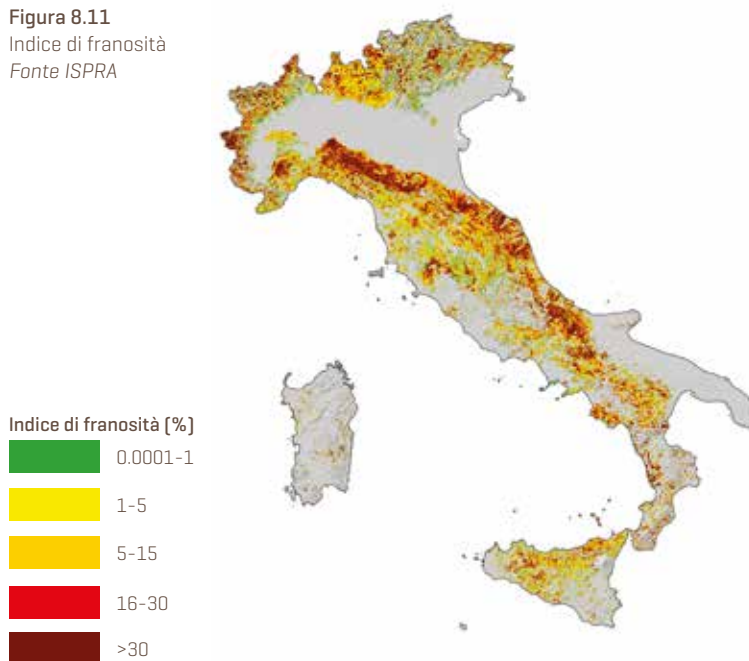 Figura 8.11
Indice di franosità
Fonte ISPRA
Indice di franosità (%)
0.0001-1
1-5
5-15
16-30
>30